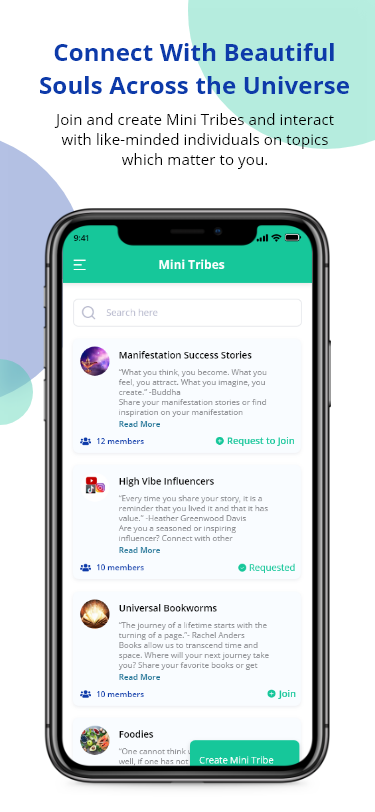 Connect With Beautiful
Souls Across the Universe
Join and create Mini Tribes and interact
with like-minded individuals on topics
which matter to you.
9:41
Mini Tribes
Search here
Manifestation Success Stories
“What you think, you become. What you
feel, you attract. What you imagine, you
create.” -Buddha
Share your manifestation stories or find
inspiration on your manifestation
Read More
12 members
Request to Join
High Vibe Influencers
“Every time you share your story, it is a
reminder that you lived it and that it has
value.” -Heather Greenwood Davis
Are you a seasoned or inspiring
influencer? Connect with other
Read More
10 members
Requested
Universal Bookworms
“The journey of a lifetime starts with the
turning of a page.”- Rachel Anders
Books allow us to transcend time and
space. Where will your next journey take
you? Share your favorite books or get
Read More
10 members
Join
Foodies
“One cannot think
well, if one has not
Create Mini Tribe